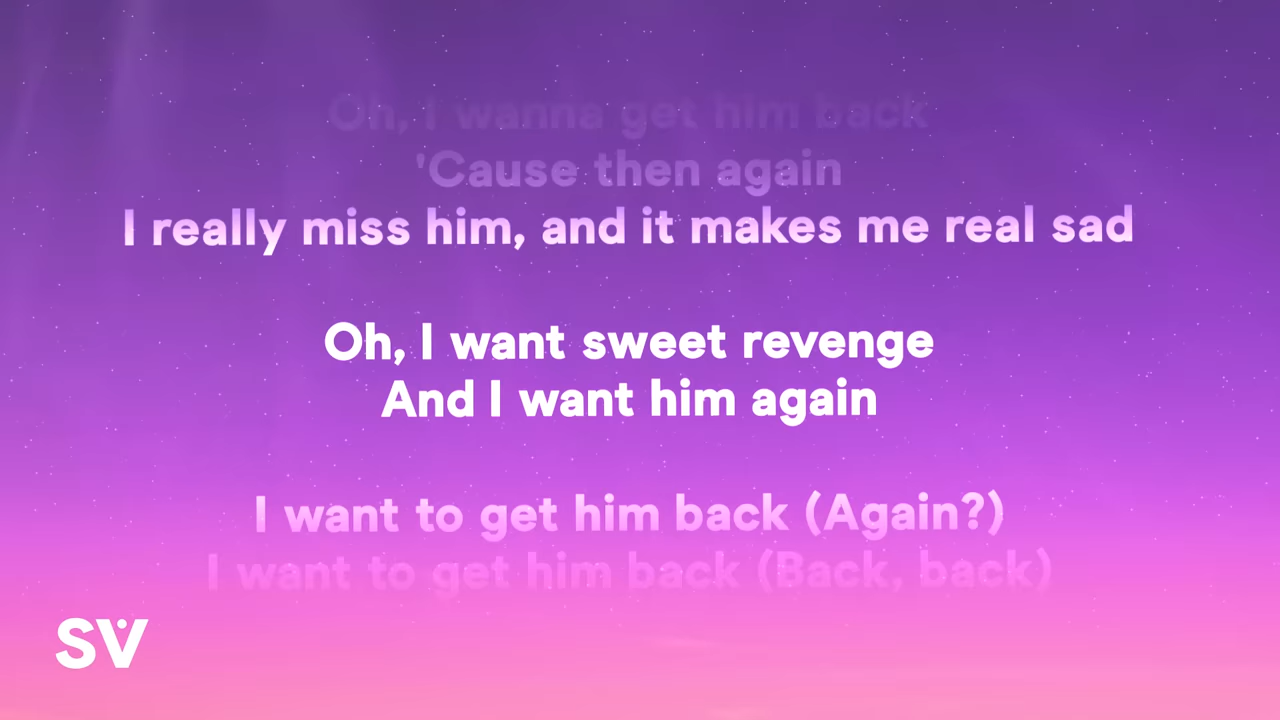 Oh, I wanna get him back
'Cause then again
I really miss him, and it makes me real sad
Oh, I want sweet revenge
And I want him again
I want to get him back (Again?)
I want to get him back (Back, back)
SV